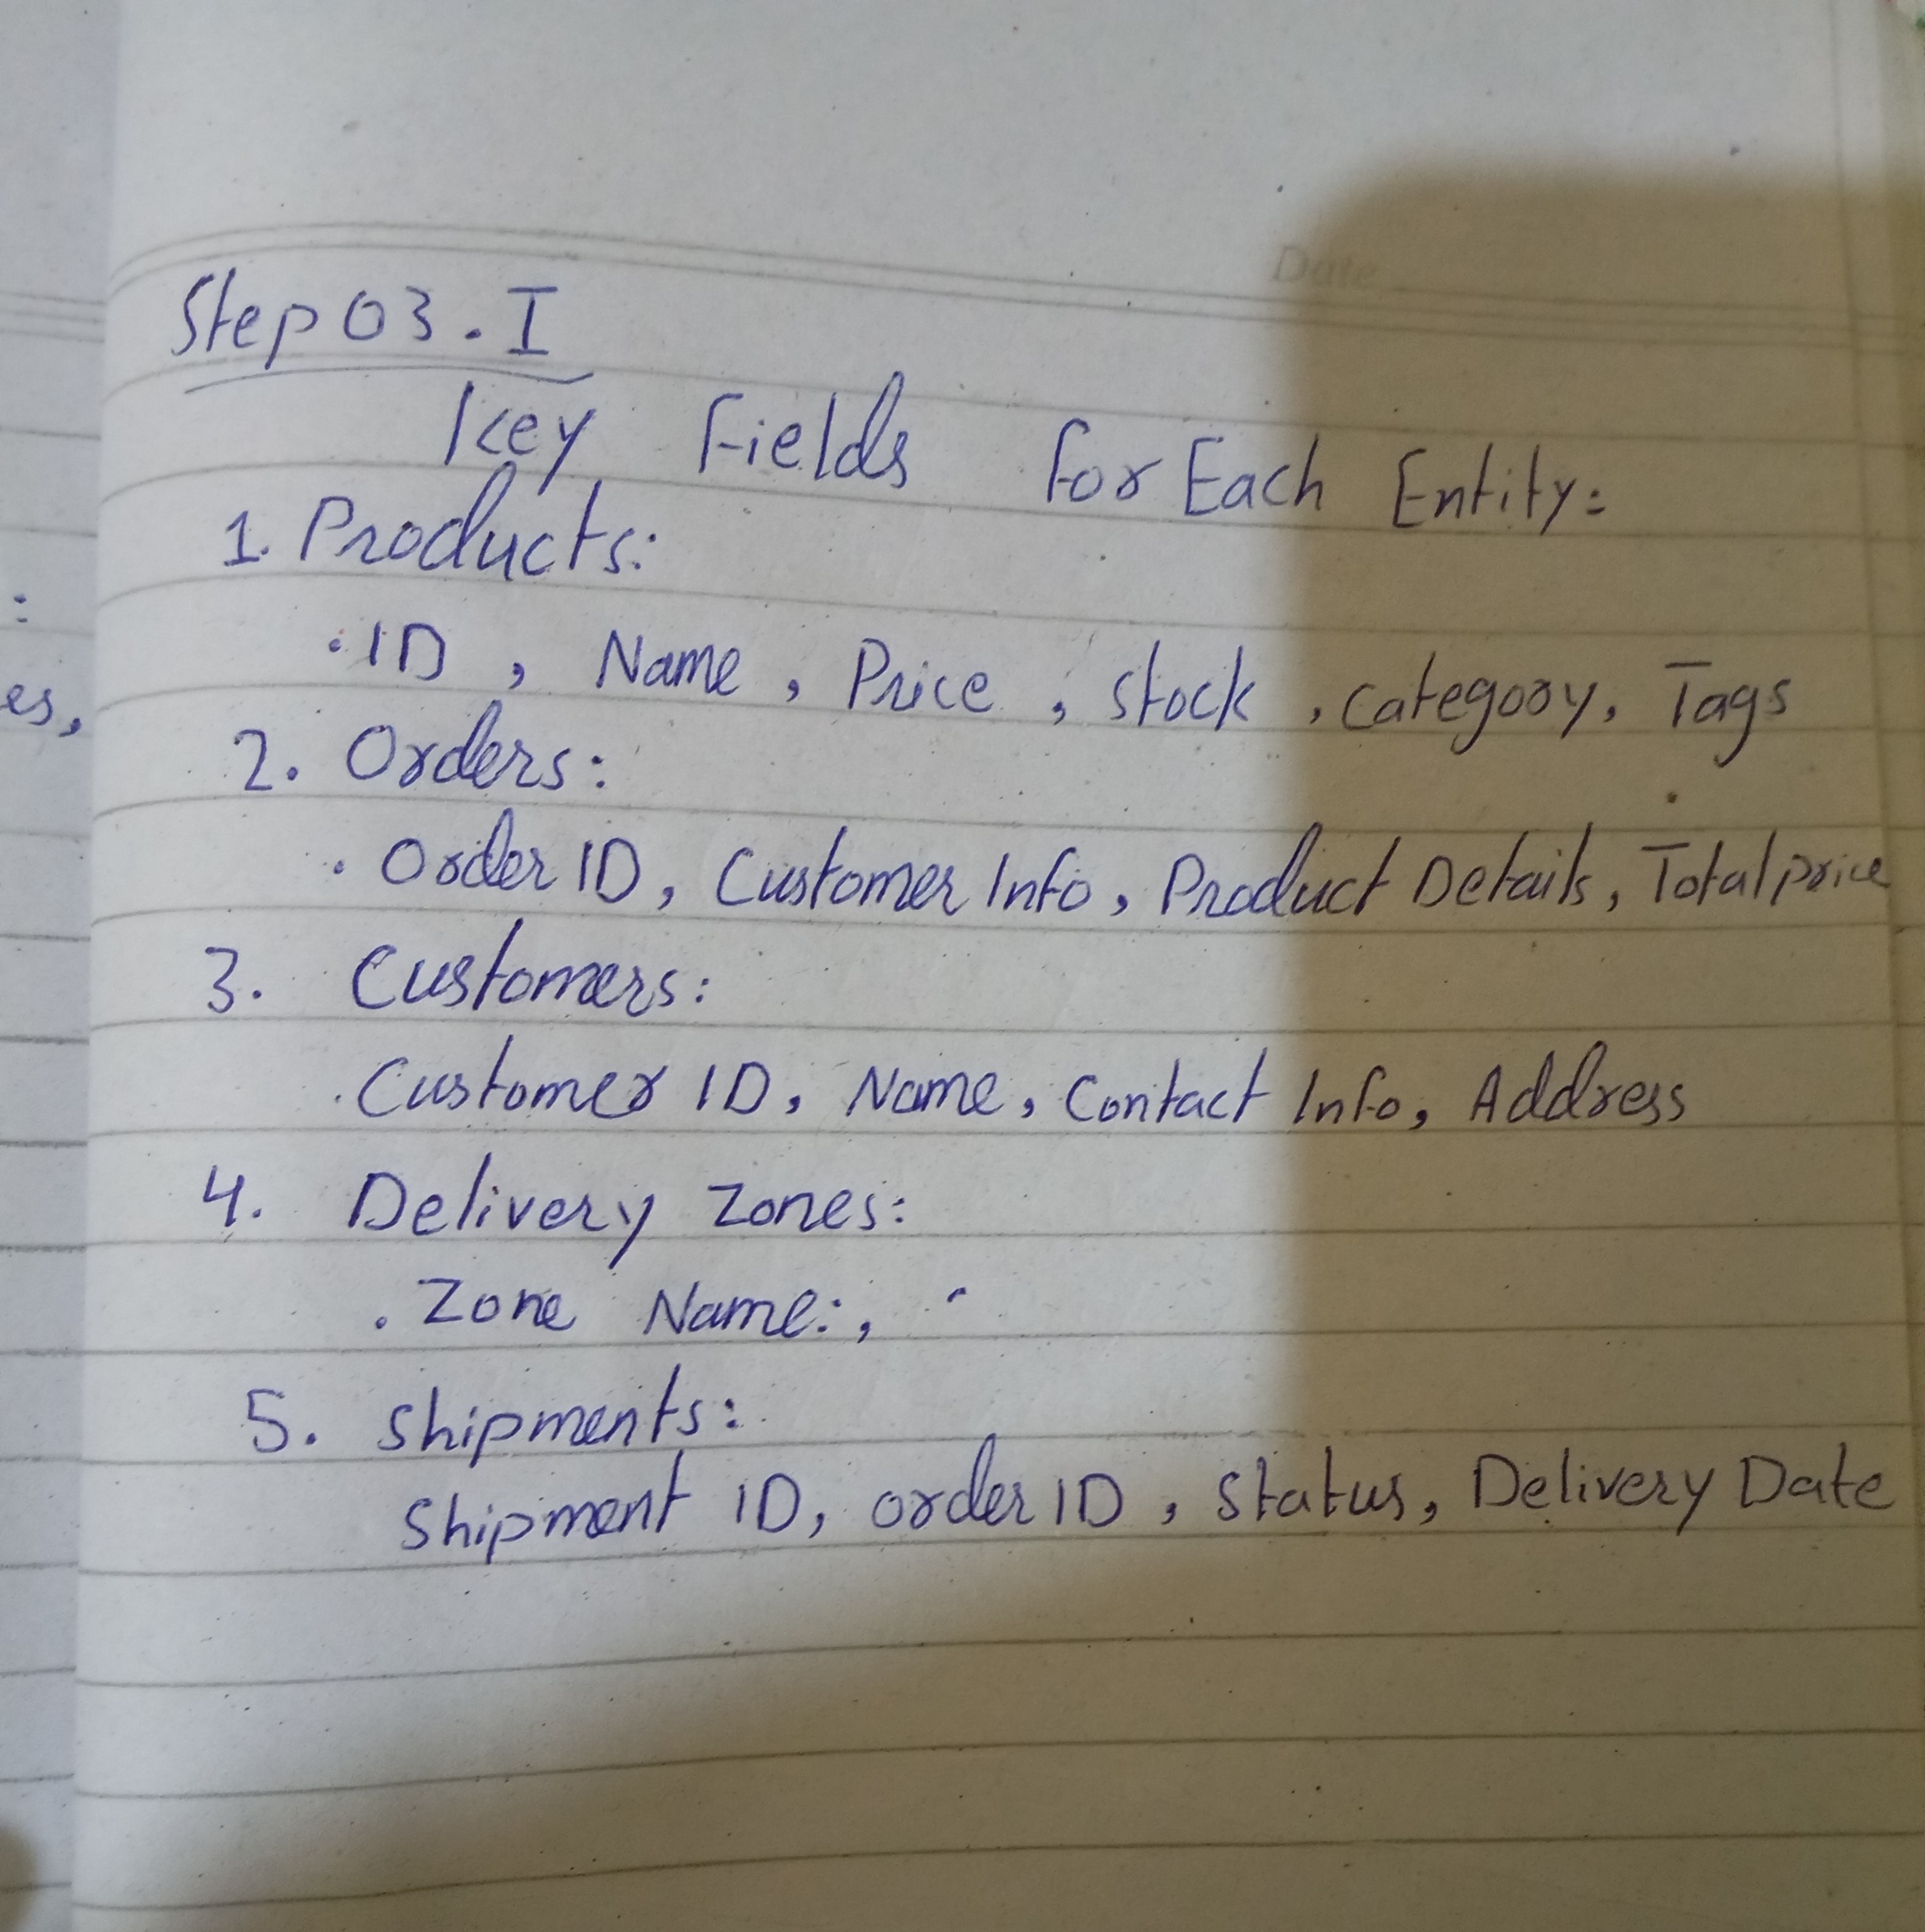 Date
Step 03.I
Key Fields for Each Entity:
1. Products:
. ID, Name, Price, Stock, Category, Tags
2. Orders:
. Order ID, Customer Info, Product Details, Total price
3. Customers:
. Customer ID, Name, Contact Info, Address
4. Delivery Zones:
. Zone Name:,
5. Shipments:
Shipment ID, order ID, Status, Delivery Date
:
es,